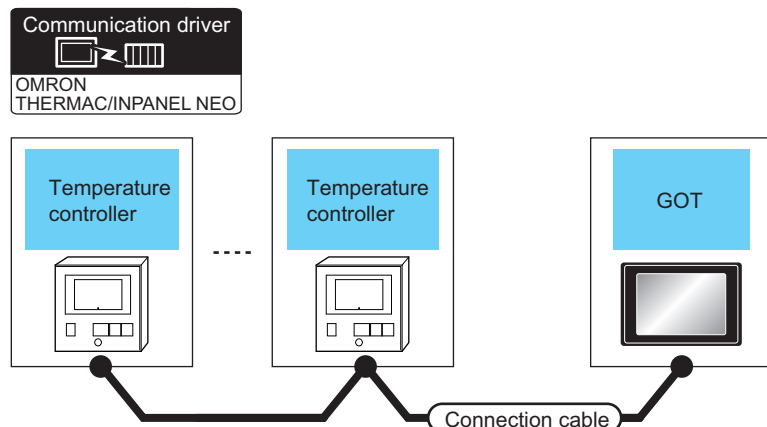 Communication driver
OMRON
THERMAC/INPANEL NEO
Temperature
controller
Temperature
controller
GOT
Connection cable